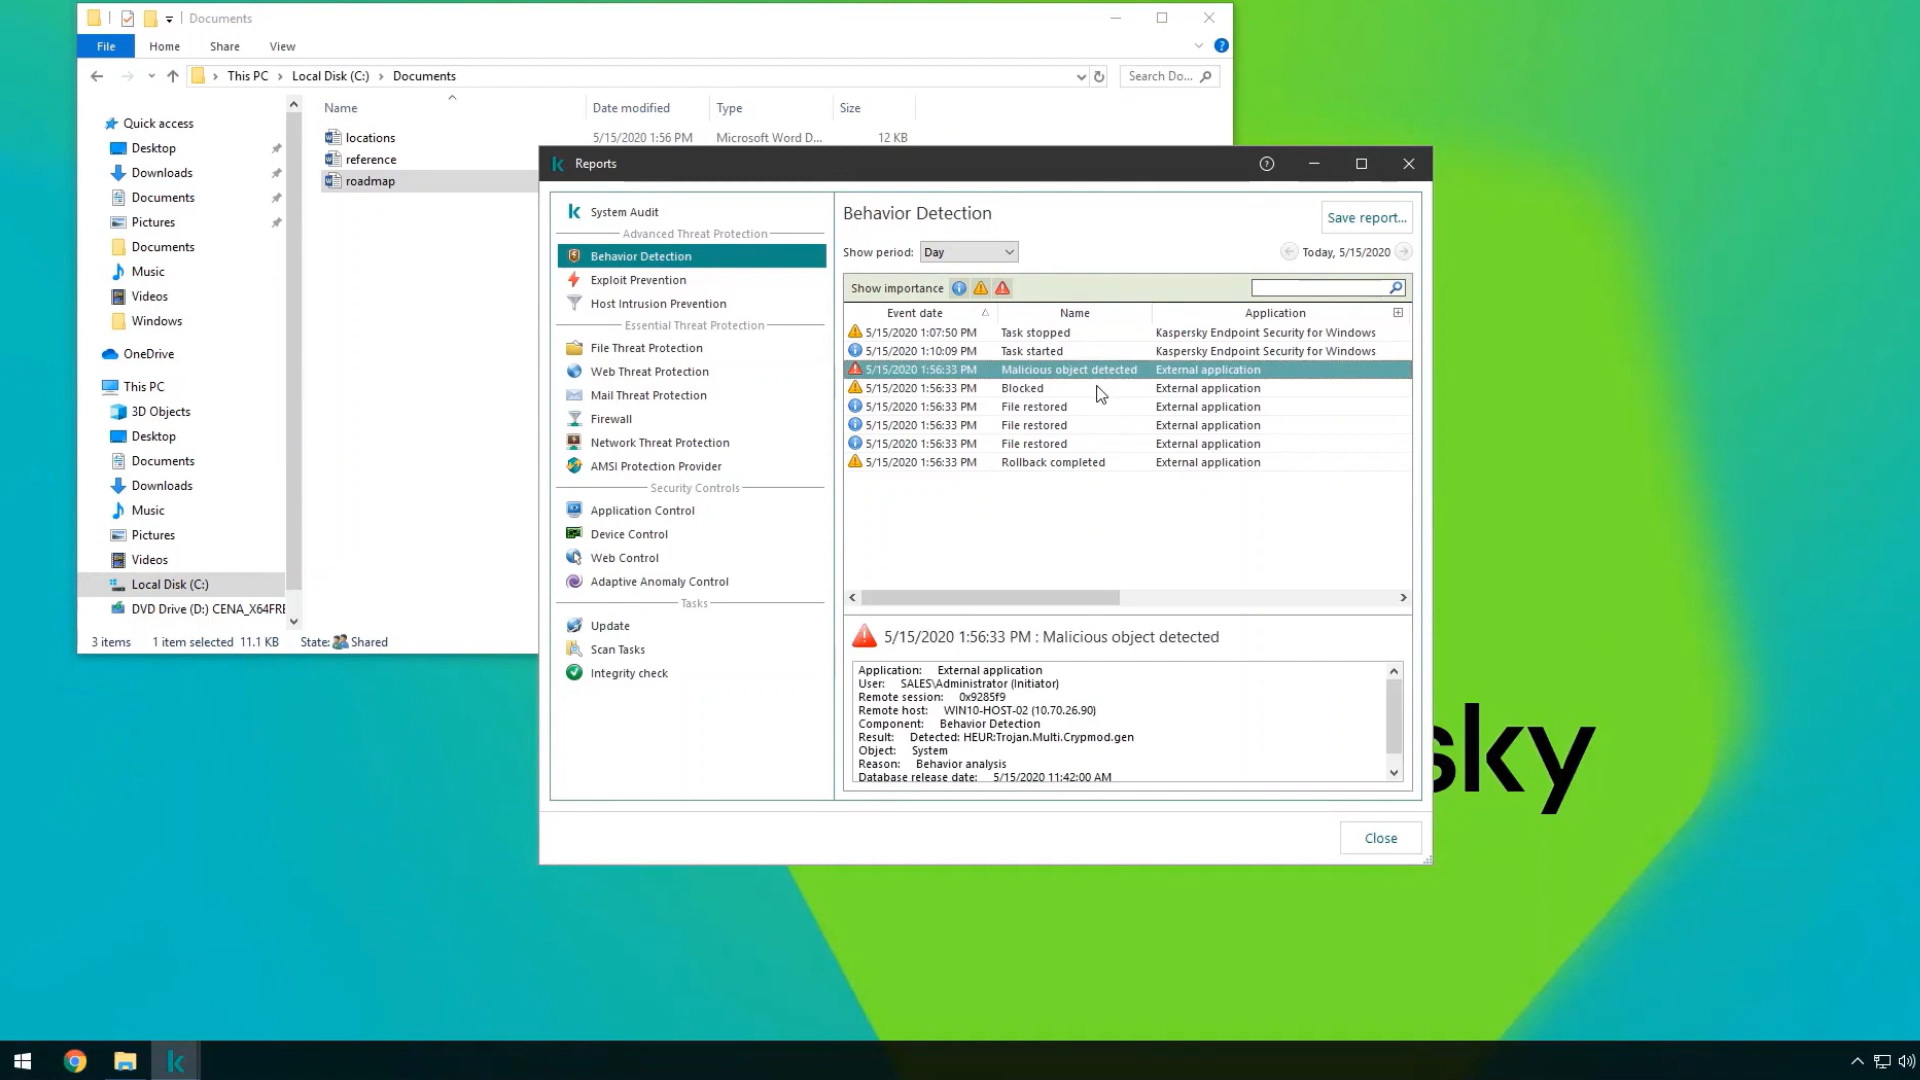 Documents
File Home Share View
This PC > Local Disk (C:) > Documents
Search Do...
Name Date modified Type Size
locations 5/15/2020 1:56 PM Microsoft Word D... 12 KB
reference
roadmap
Quick access
Desktop
Downloads
Documents
Pictures
Documents
Music
Videos
Windows
OneDrive
This PC
3D Objects
Desktop
Documents
Downloads
Music
Pictures
Videos
Local Disk (C:)
DVD Drive (D:) CENA_X64FRE
3 items 1 item selected 11.1 KB State: Shared
Reports
System Audit
Advanced Threat Protection
Behavior Detection
Exploit Prevention
Host Intrusion Prevention
Essential Threat Protection
File Threat Protection
Web Threat Protection
Mail Threat Protection
Firewall
Network Threat Protection
AMSI Protection Provider
Security Controls
Application Control
Device Control
Web Control
Adaptive Anomaly Control
Tasks
Update
Scan Tasks
Integrity check
Behavior Detection
Save report...
Show period: Day
Today, 5/15/2020
Show importance
Event date Name Application
5/15/2020 1:07:50 PM Task stopped Kaspersky Endpoint Security for Windows
5/15/2020 1:10:09 PM Task started Kaspersky Endpoint Security for Windows
5/15/2020 1:56:33 PM Malicious object detected External application
5/15/2020 1:56:33 PM Blocked External application
5/15/2020 1:56:33 PM File restored External application
5/15/2020 1:56:33 PM File restored External application
5/15/2020 1:56:33 PM File restored External application
5/15/2020 1:56:33 PM Rollback completed External application
5/15/2020 1:56:33 PM : Malicious object detected
Application: External application
User: SALES\Administrator (Initiator)
Remote session: 0x9285f9
Remote host: WIN10-HOST-02 (10.70.26.90)
Component: Behavior Detection
Result: Detected: HEUR:Trojan.Multi.Crypmod.gen
Object: System
Reason: Behavior analysis
Database release date: 5/15/2020 11:42:00 AM
Close
sky